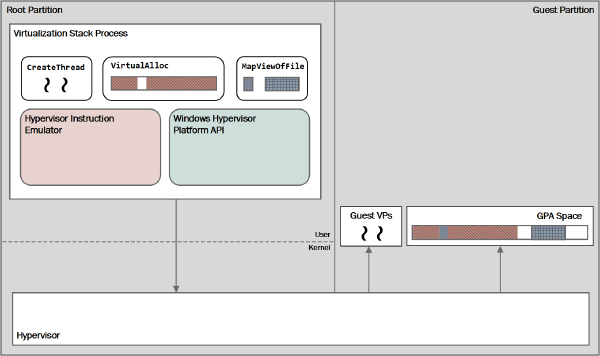 Root Partition
Guest Partition
Virtualization Stack Process
CreateThread
VirtualAlloc
MapViewOfFile
Hypervisor Instruction
Emulator
Windows Hypervisor
Platform API
Guest VPs
GPA Space
User
Kernel
Hypervisor